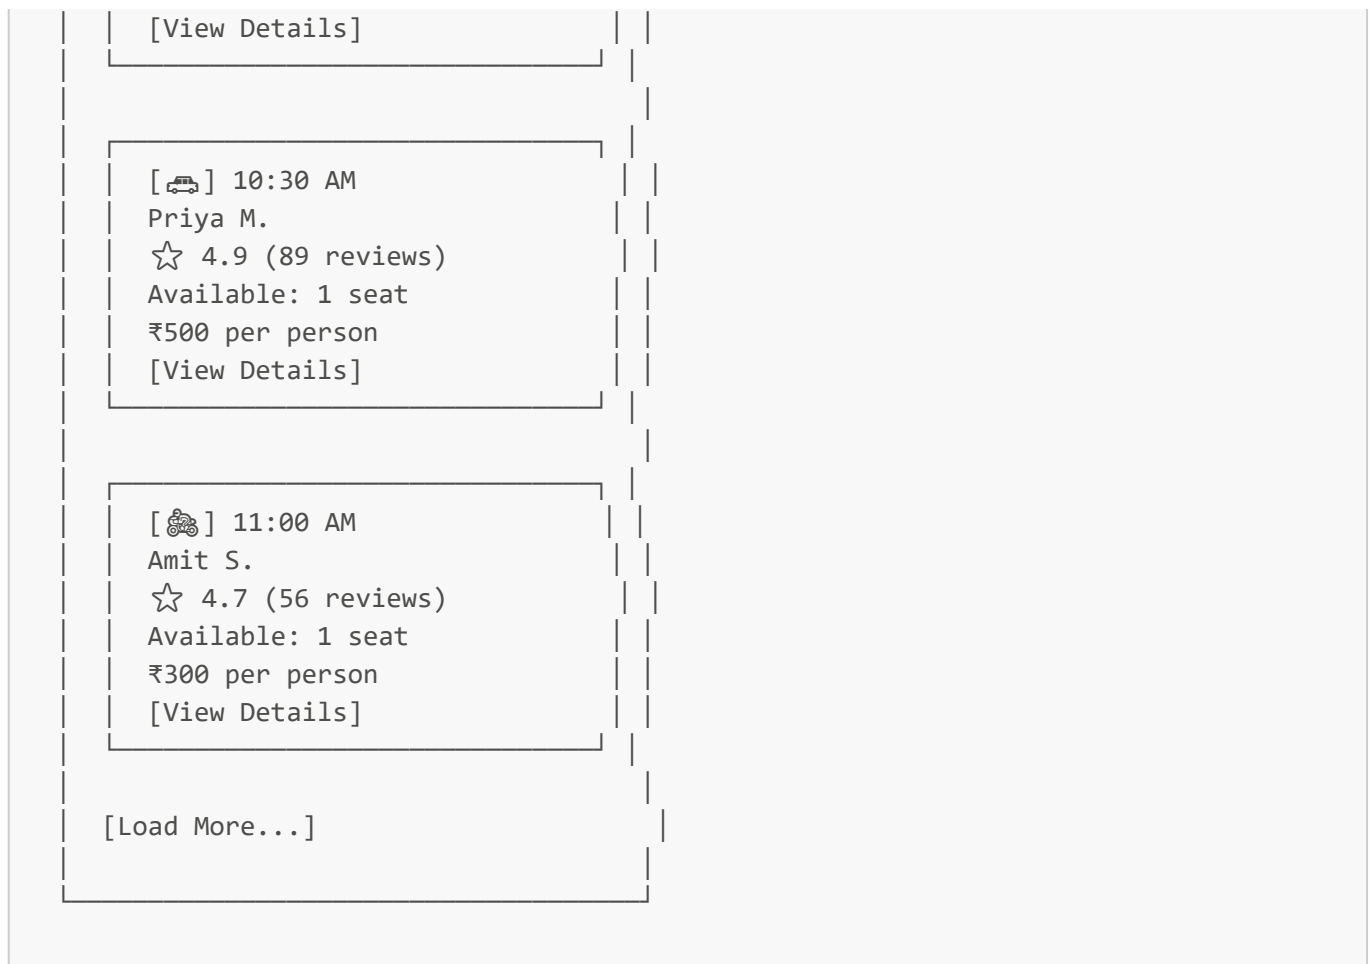 [View Details]
[🚗] 10:30 AM
Priya M.
⭐ 4.9 (89 reviews)
Available: 1 seat
₹500 per person
[View Details]
[🏍] 11:00 AM
Amit S.
⭐ 4.7 (56 reviews)
Available: 1 seat
₹300 per person
[View Details]
[Load More...]